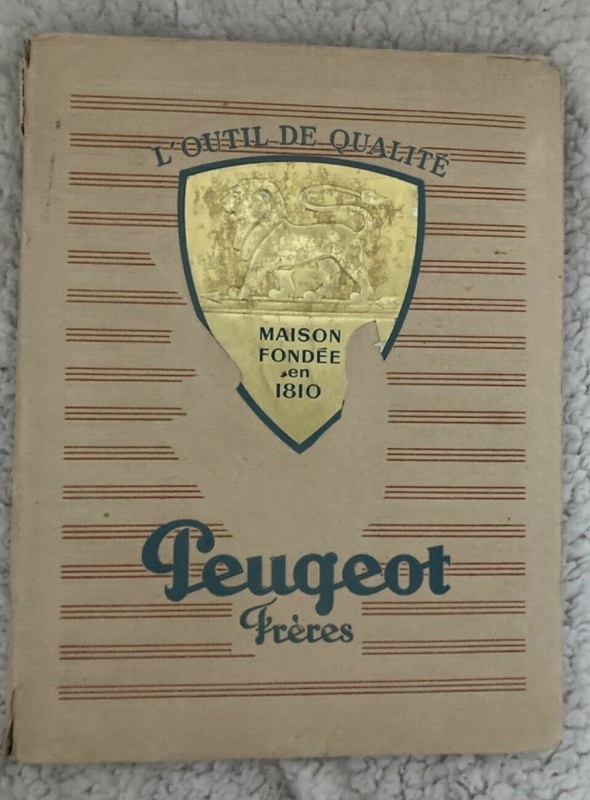 L'OUTIL DE QUALITÉ
MAISON
FONDÉE
en
1810
Peugeot
Frères